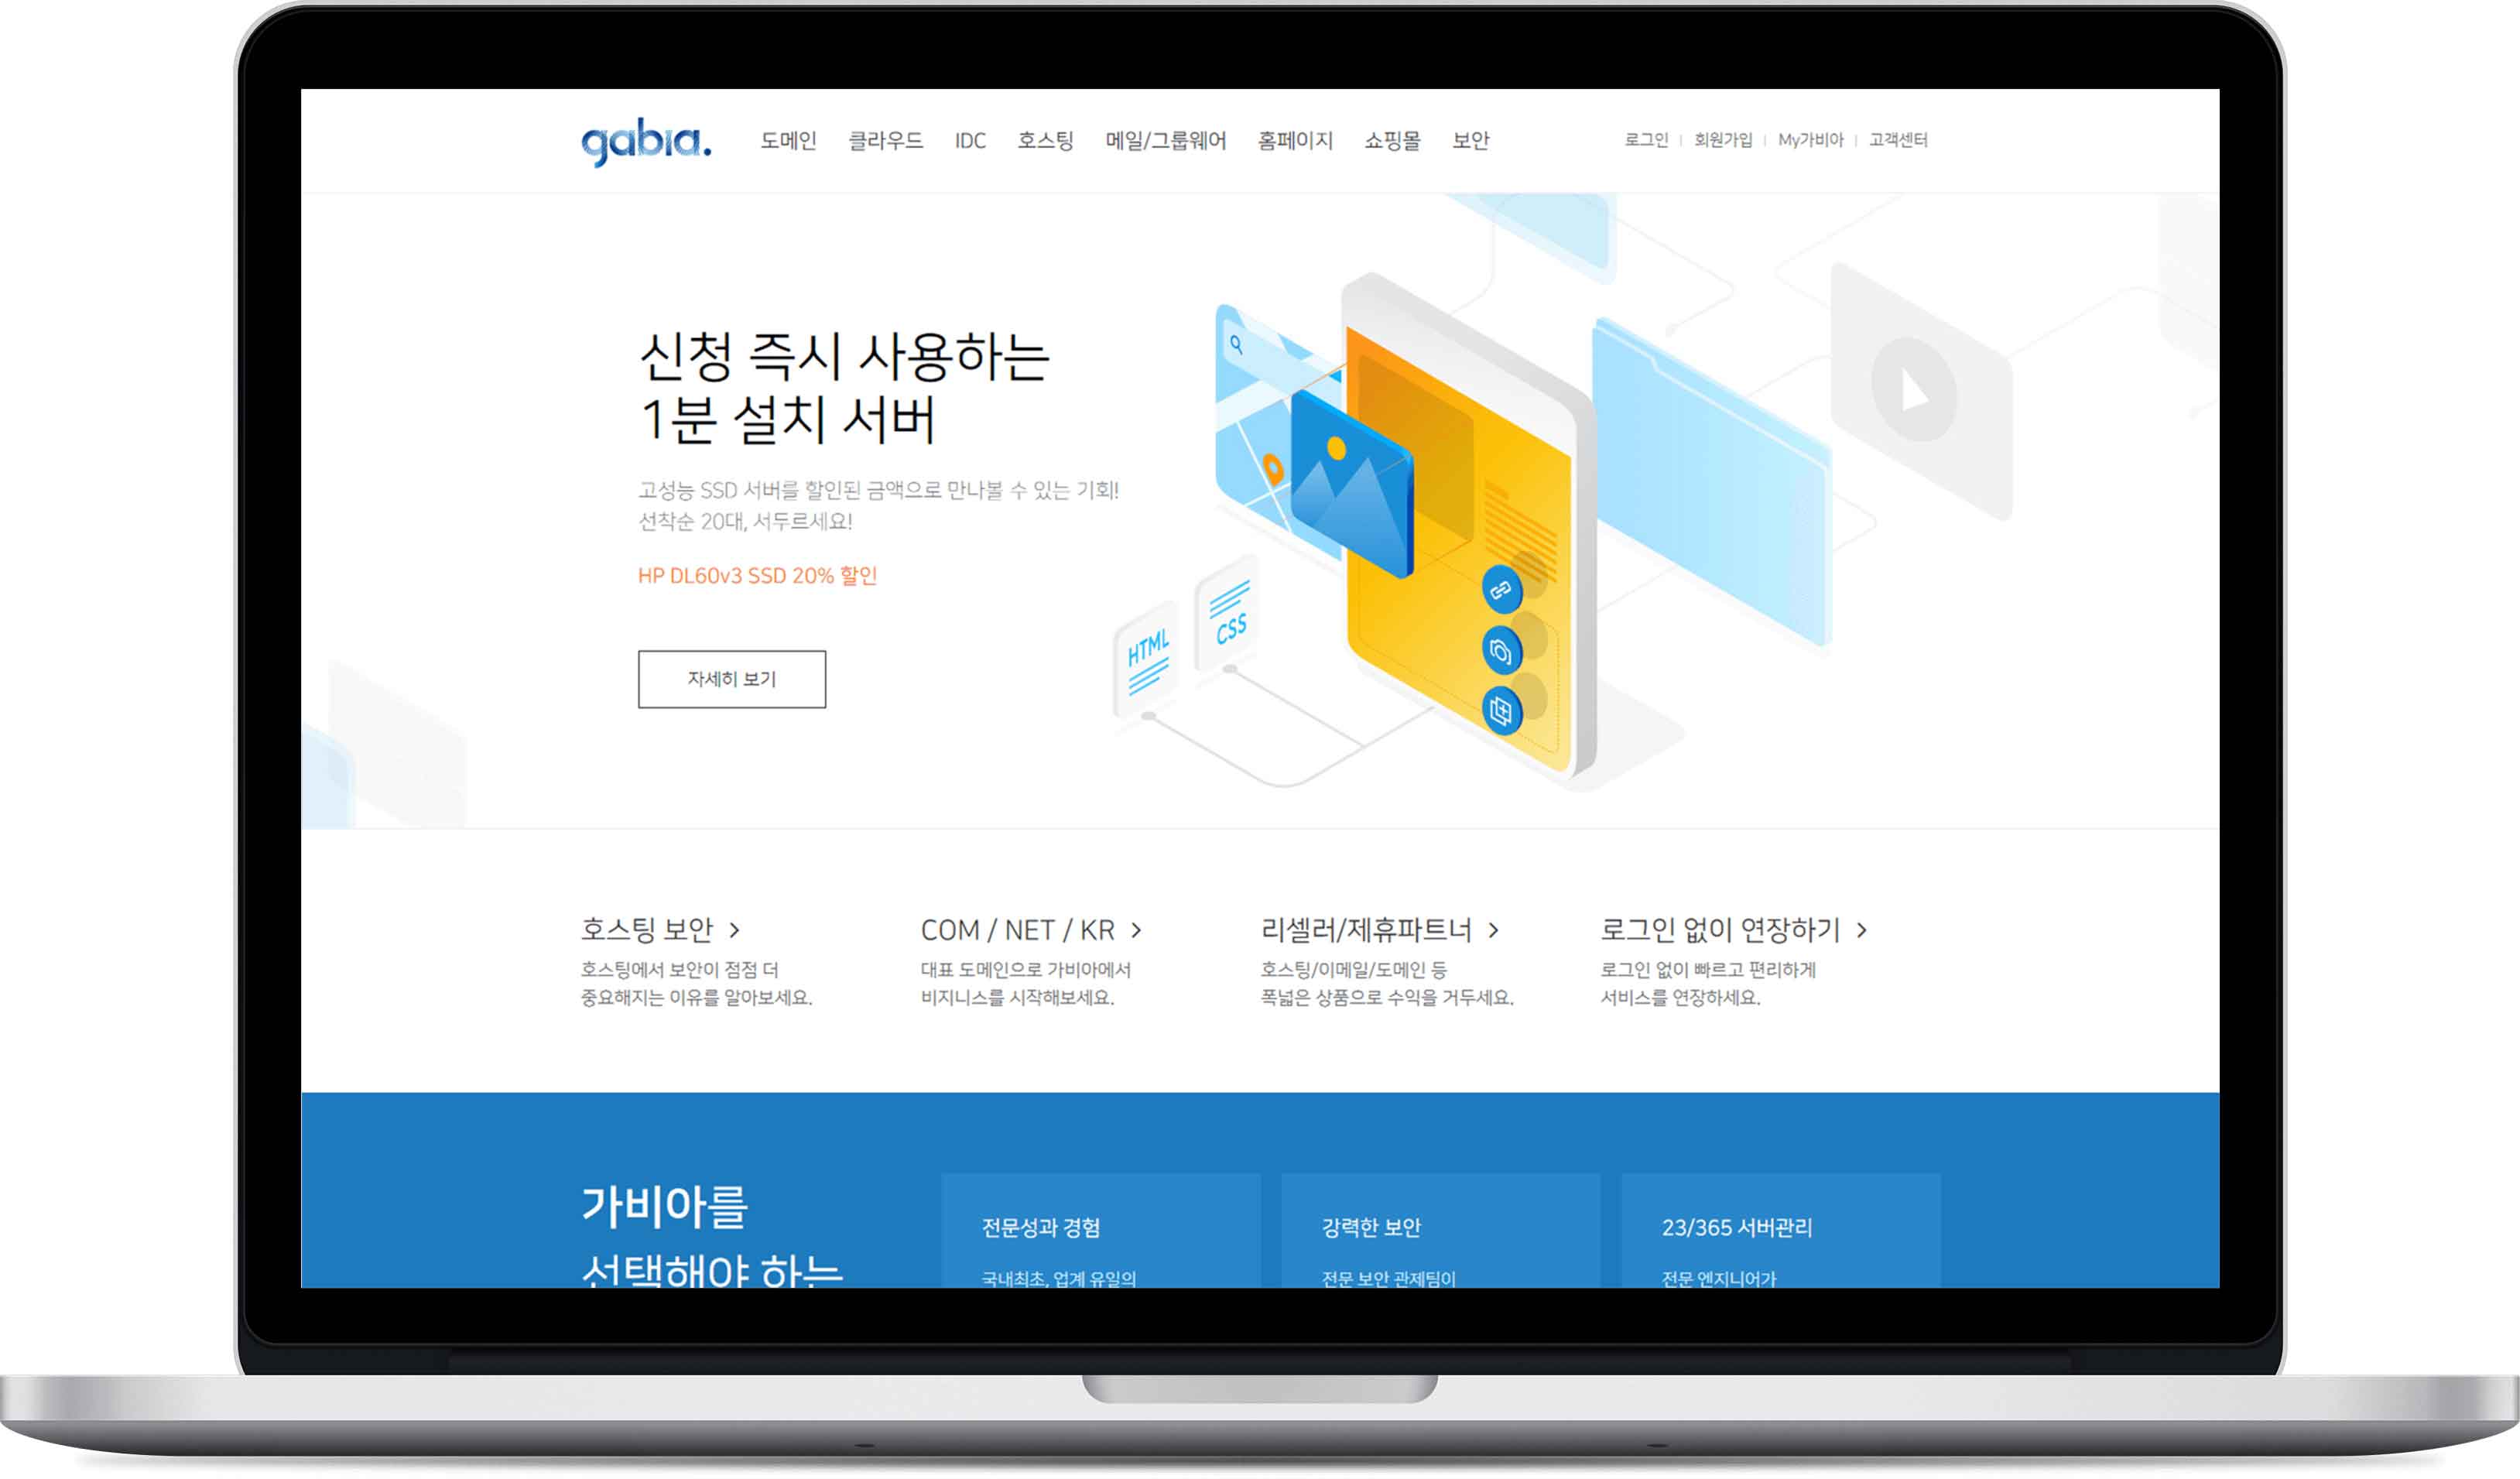 gabia.
도메인 클라우드 IDC 호스팅 메일/그룹웨어 홈페이지 쇼핑몰 보안
로그인 | 회원가입 | My가비아 | 고객센터
신청 즉시 사용하는
1분 설치 서버
고성능 SSD 서버를 할인된 금액으로 만나볼 수 있는 기회!
선착순 20대, 서두르세요!
HP DL60v3 SSD 20% 할인
자세히 보기
HTML
CSS
호스팅 보안 >
호스팅에서 보안이 점점 더
중요해지는 이유를 알아보세요.
COM / NET / KR >
대표 도메인으로 가비아에서
비지니스를 시작해보세요.
리셀러/제휴파트너 >
호스팅/이메일/도메인 등
폭넓은 상품으로 수익을 거두세요.
로그인 없이 연장하기 >
로그인 없이 빠르고 편리하게
서비스를 연장하세요.
가비아를
선택해야 하는
전문성과 경험
국내최초, 업계 유일의
강력한 보안
전문 보안 관제팀이
23/365 서버관리
전문 엔지니어가